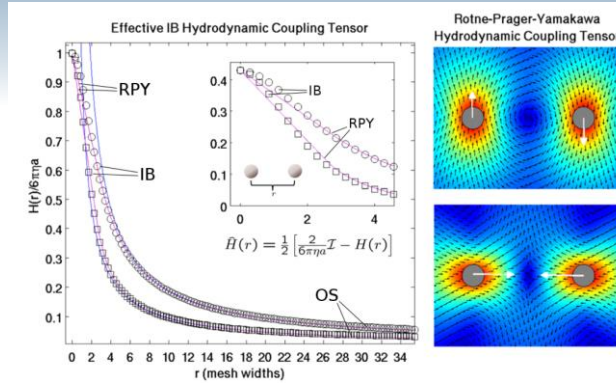 Effective IB Hydrodynamic Coupling Tensor
H(r)/6πηa
1
0.9
0.8
0.7
0.6
0.5
0.4
0.3
0.2
0.1
RPY
IB
OS
0 2 4 6 8 10 12 14 16 18 20 22 24 26 28 30 32 34
r (mesh widths)
0.4
0.3
0.2
0.1
0
0 2 4
IB
RPY
r
H̃(r) = ½ [2/6πηa 𝓘 − H(r)]
Rotne-Prager-Yamakawa
Hydrodynamic Coupling Tensor